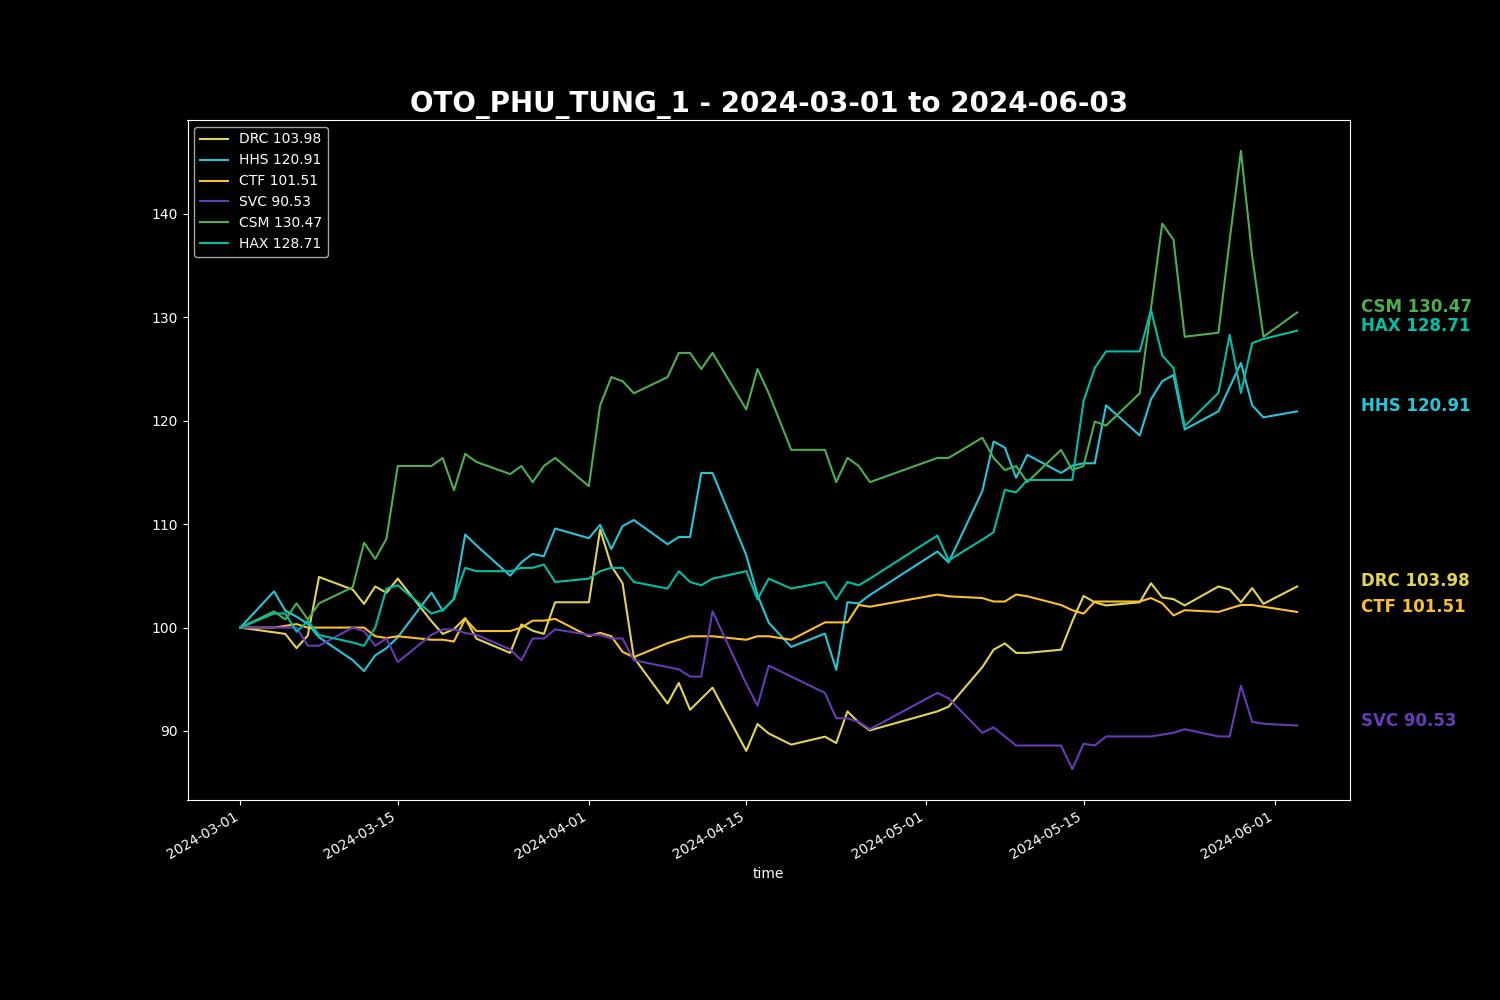 OTO_PHU_TUNG_1 - 2024-03-01 to 2024-06-03
DRC 103.98
HHS 120.91
CTF 101.51
SVC 90.53
CSM 130.47
HAX 128.71
140
130
120
110
100
90
CSM 130.47
HAX 128.71
HHS 120.91
DRC 103.98
CTF 101.51
SVC 90.53
2024-03-01
2024-03-15
2024-04-01
2024-04-15
2024-05-01
2024-05-15
2024-06-01
time